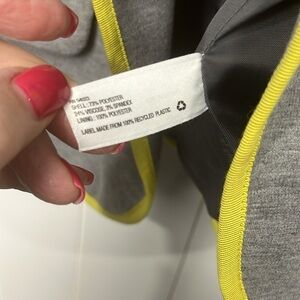 SHELL: 73% POLYESTER
24% VISCOSE, 3% SPANDEX
LINING: 100% POLYESTER
LABEL MADE FROM 100% RECYCLED PLASTIC